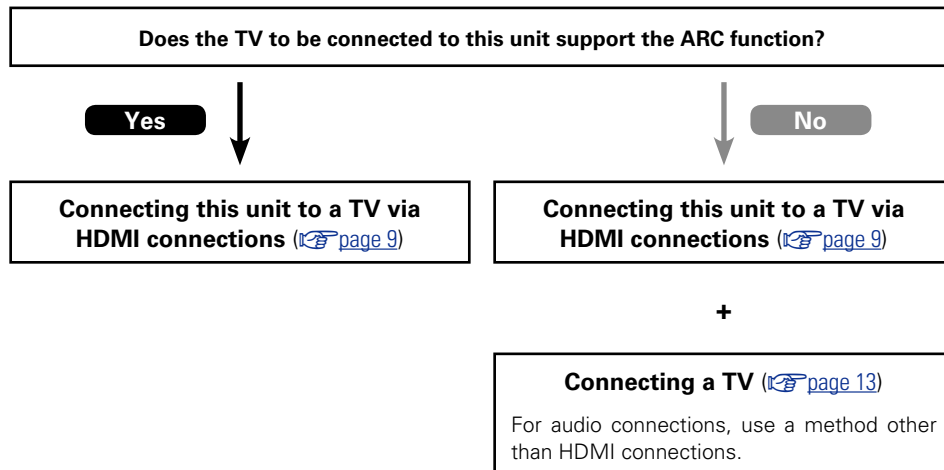 Does the TV to be connected to this unit support the ARC function?
Yes
No
Connecting this unit to a TV via
HDMI connections (page 9)
Connecting this unit to a TV via
HDMI connections (page 9)
+
Connecting a TV (page 13)
For audio connections, use a method other
than HDMI connections.